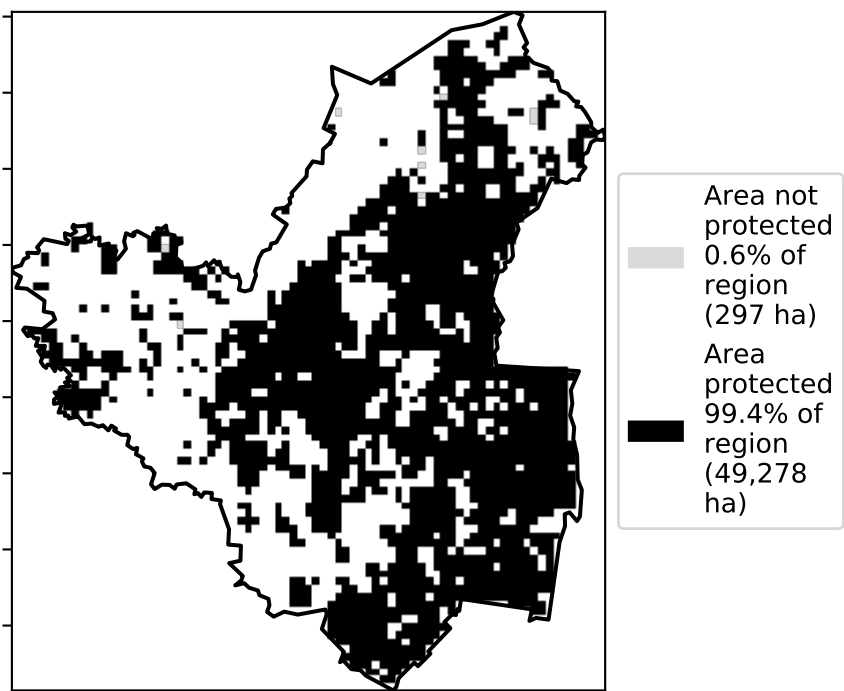 Area not
protected
0.6% of
region
(297 ha)
Area
protected
99.4% of
region
(49,278
ha)